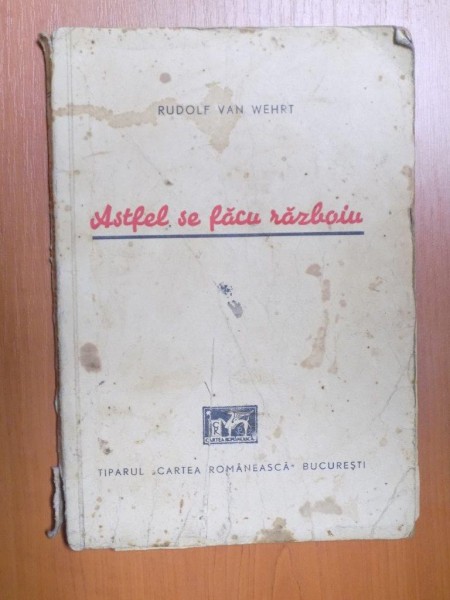 RUDOLF VAN WEHRT
Astfel se făcu războiu
CARTEA ROMÂNEASCĂ
TIPARUL „CARTEA ROMÂNEASCĂ" BUCUREȘTI